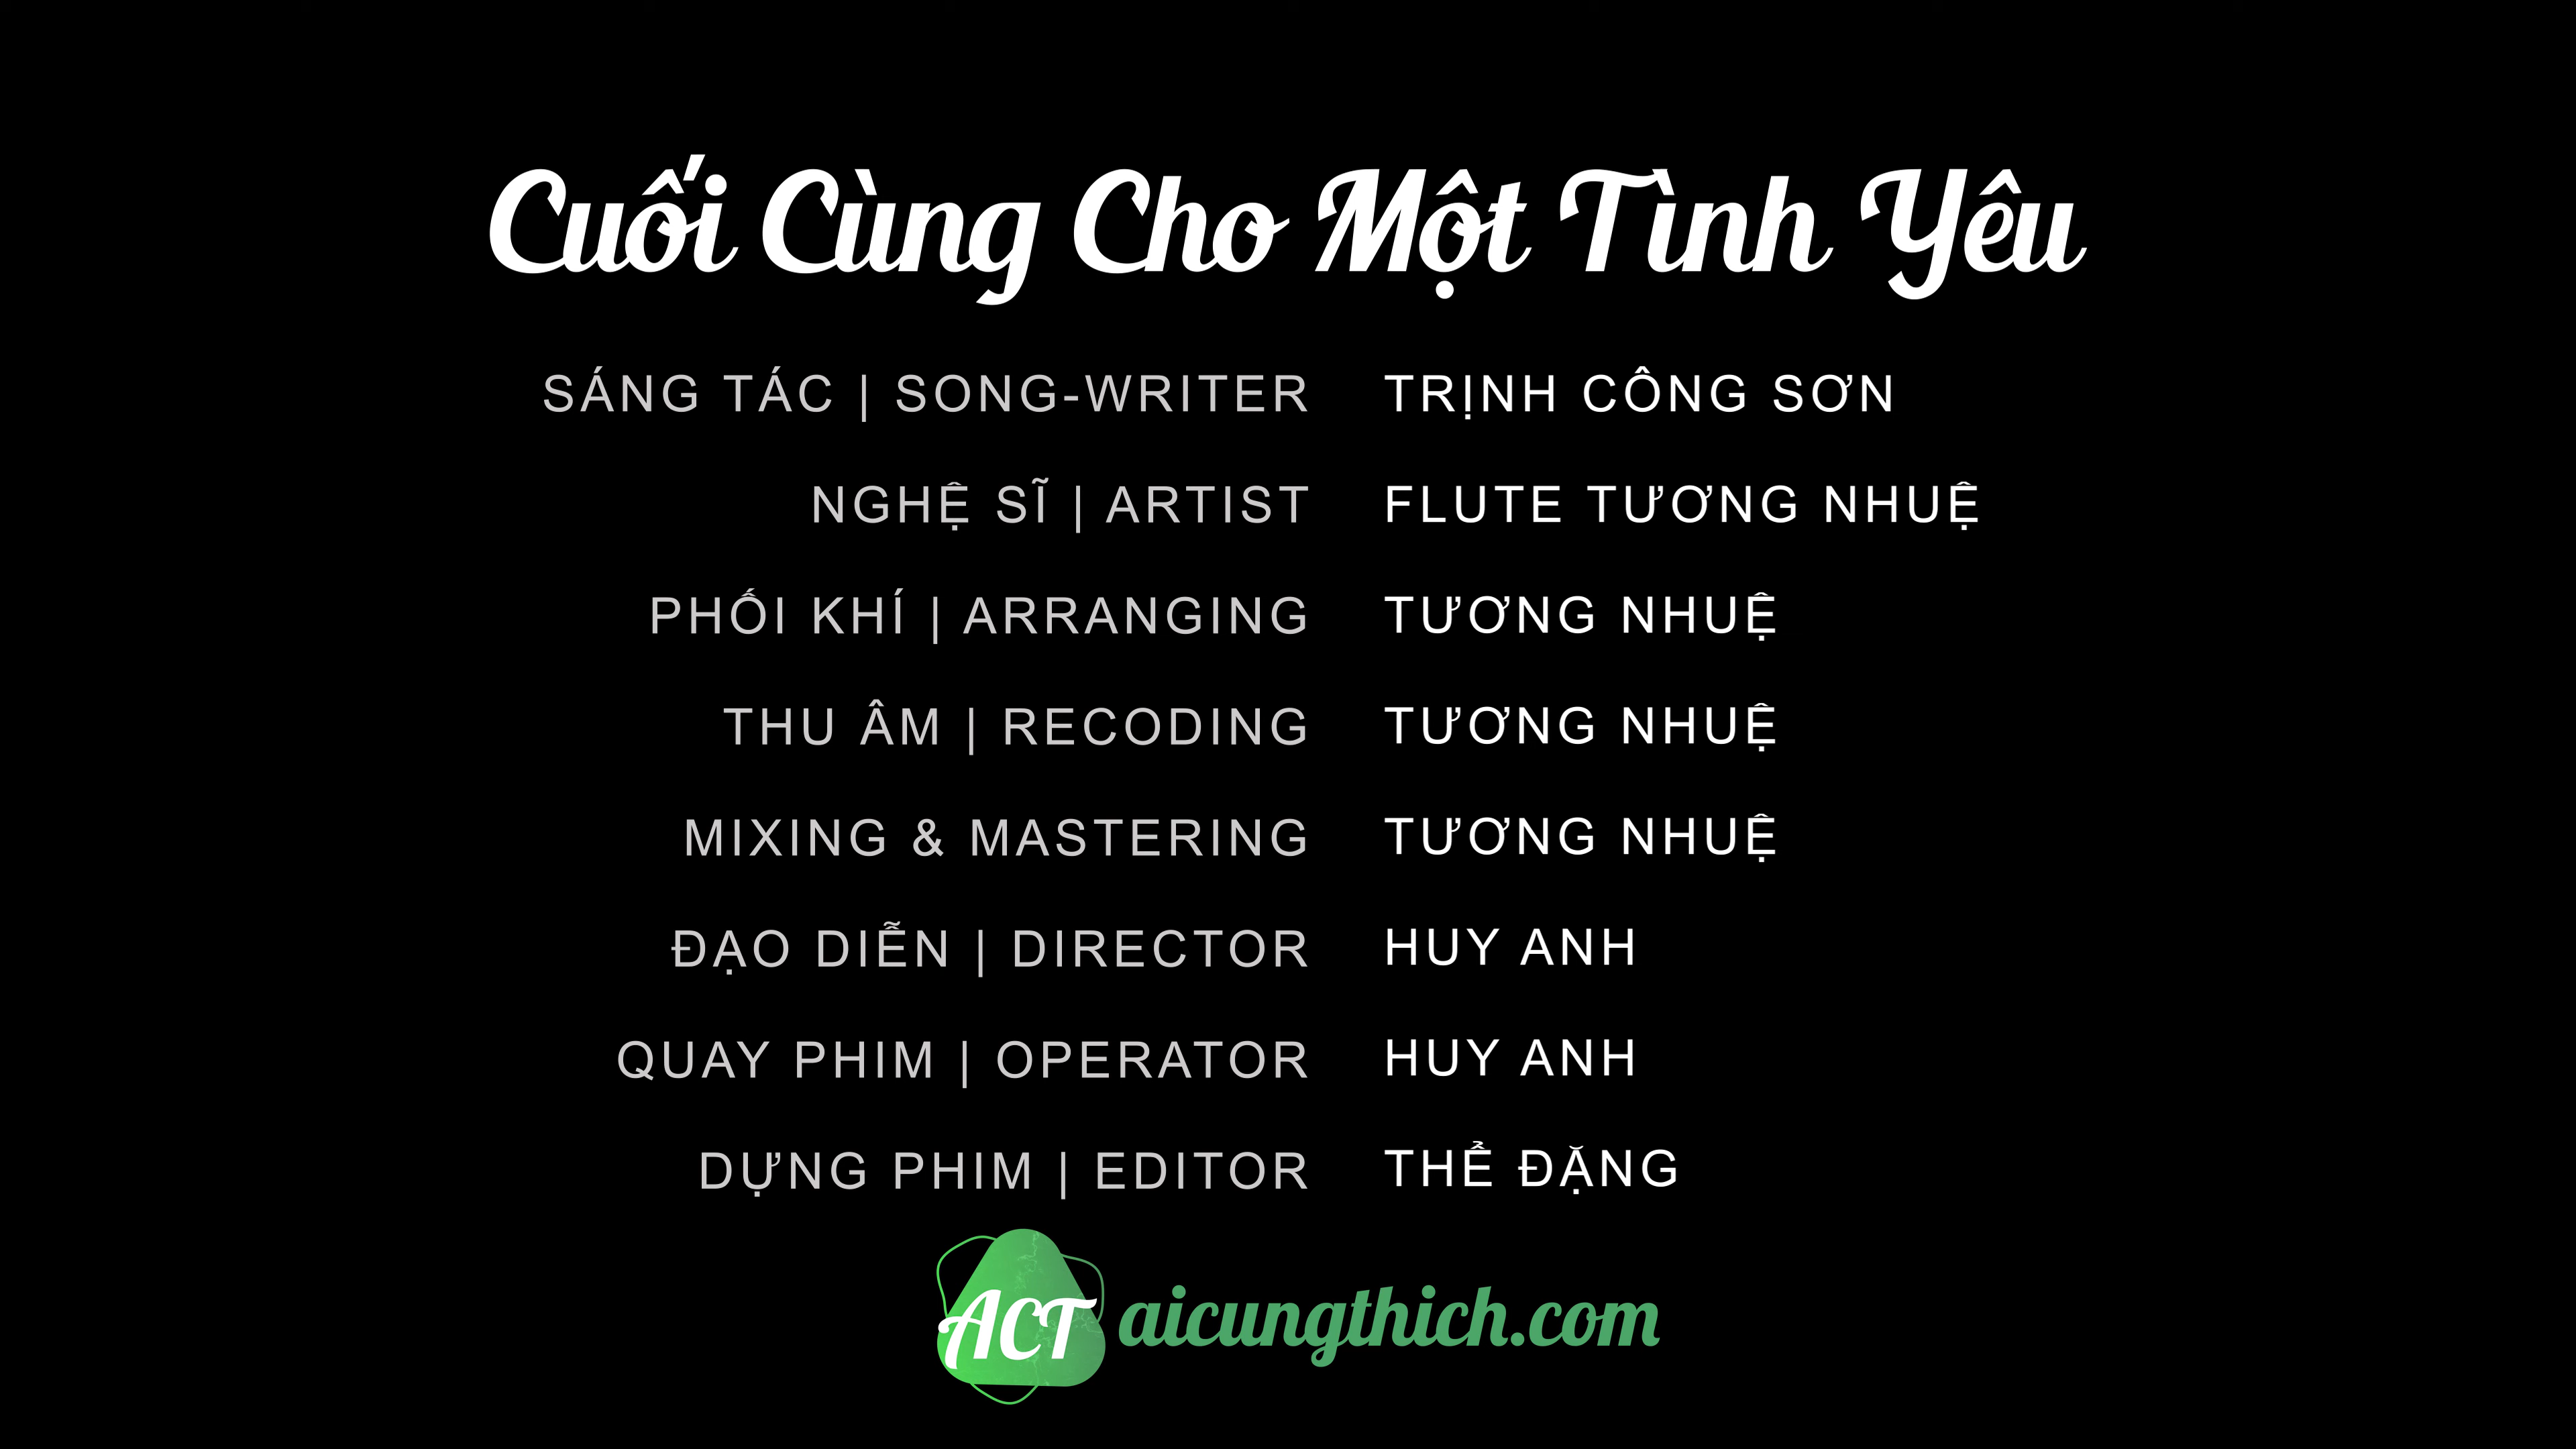 Cuối Cùng Cho Một Tình Yêu
SÁNG TÁC | SONG-WRITER TRỊNH CÔNG SƠN
NGHỆ SĨ | ARTIST FLUTE TƯƠNG NHUỆ
PHỐI KHÍ | ARRANGING TƯƠNG NHUỆ
THU ÂM | RECODING TƯƠNG NHUỆ
MIXING & MASTERING TƯƠNG NHUỆ
ĐẠO DIỄN | DIRECTOR HUY ANH
QUAY PHIM | OPERATOR HUY ANH
DỰNG PHIM | EDITOR THỂ ĐẶNG
ACT aicungthich.com